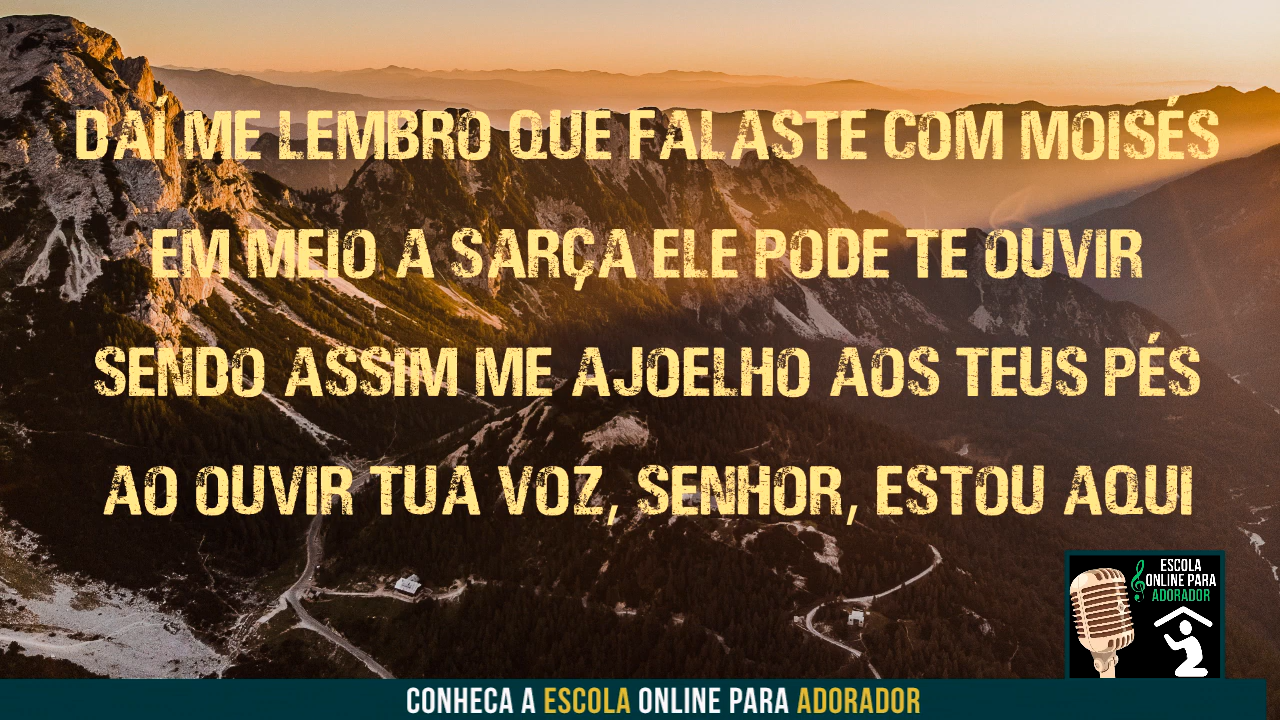 DAÍ ME LEMBRO QUE FALASTE COM MOISÉS
EM MEIO A SARÇA ELE PODE TE OUVIR
SENDO ASSIM ME AJOELHO AOS TEUS PÉS
AO OUVIR TUA VOZ, SENHOR, ESTOU AQUI
ESCOLA
ONLINE PARA
ADORADOR
CONHECA A ESCOLA ONLINE PARA ADORADOR